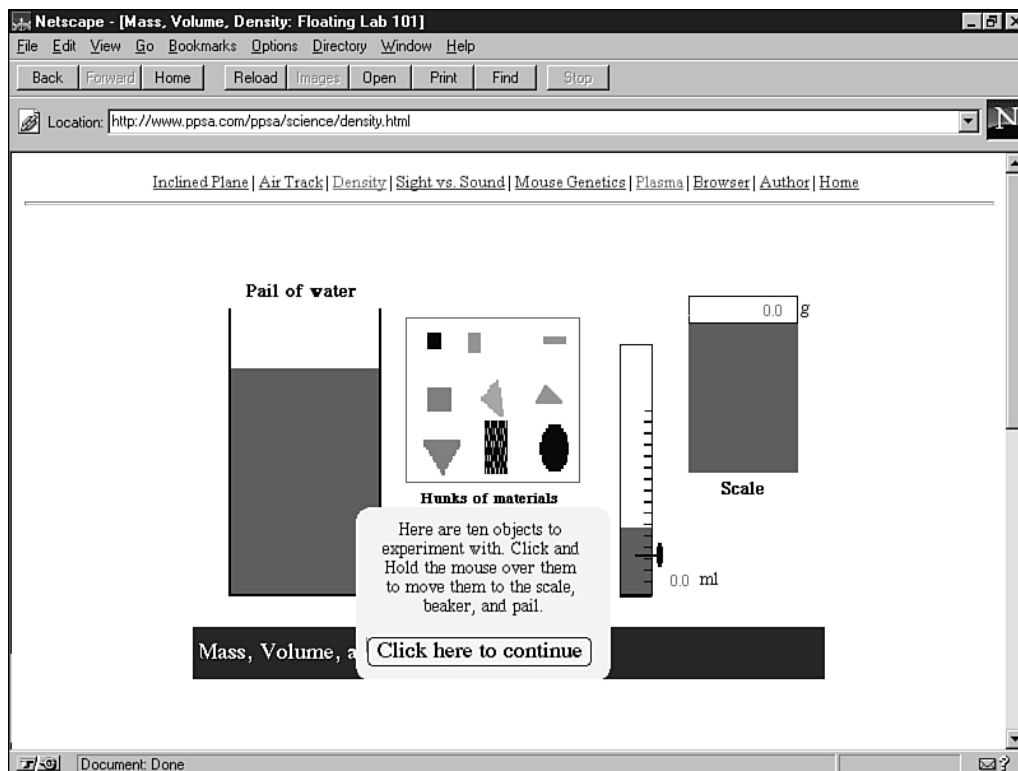 Netscape - [Mass, Volume, Density: Floating Lab 101]
File Edit View Go Bookmarks Options Directory Window Help
Back Forward Home Reload Images Open Print Find Stop
Location: http://www.ppsa.com/ppsa/science/density.html
N
Inclined Plane | Air Track | Density | Sight vs. Sound | Mouse Genetics | Plasma | Browser | Author | Home
Pail of water
0.0 g
Hunks of materials
Scale
Here are ten objects to
experiment with. Click and
Hold the mouse over them
to move them to the scale,
beaker, and pail.
0.0 ml
Mass, Volume, a
Click here to continue
Document: Done